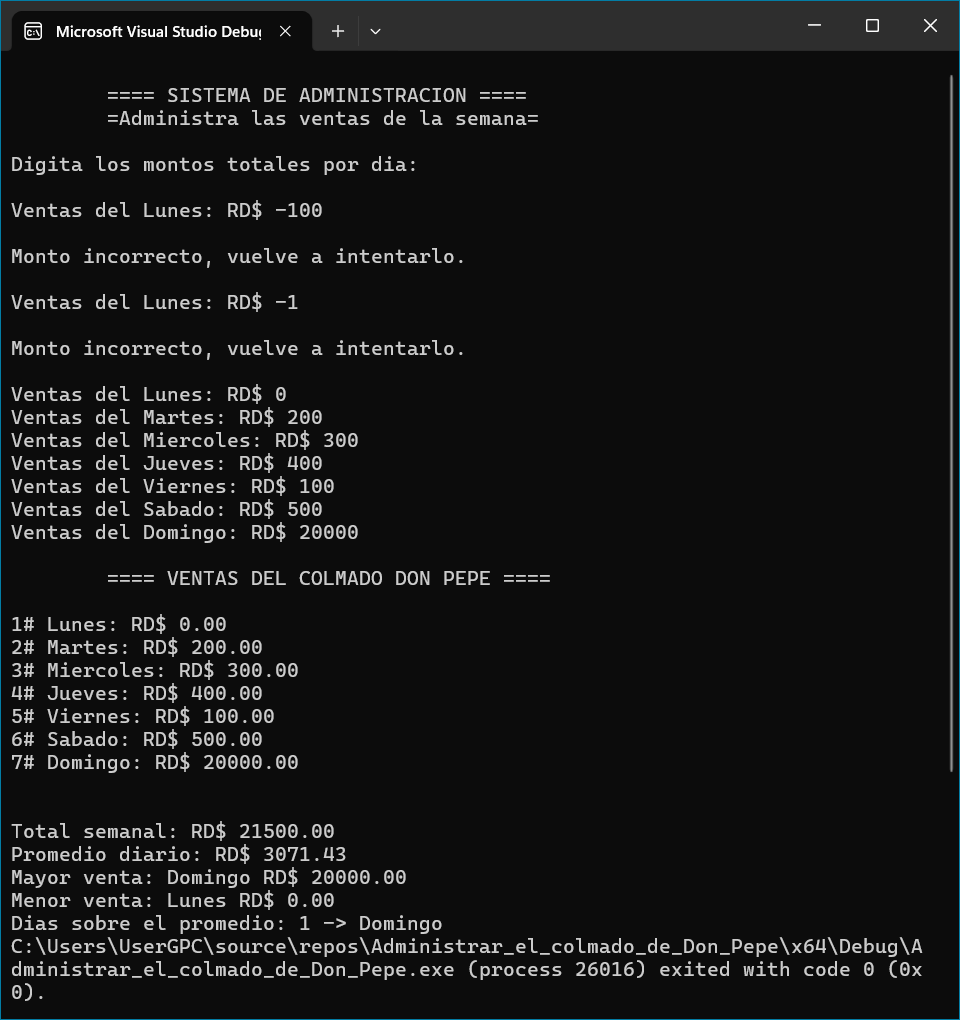 Microsoft Visual Studio Debug
==== SISTEMA DE ADMINISTRACION ====
=Administra las ventas de la semana=
Digita los montos totales por dia:
Ventas del Lunes: RD$ -100
Monto incorrecto, vuelve a intentarlo.
Ventas del Lunes: RD$ -1
Monto incorrecto, vuelve a intentarlo.
Ventas del Lunes: RD$ 0
Ventas del Martes: RD$ 200
Ventas del Miercoles: RD$ 300
Ventas del Jueves: RD$ 400
Ventas del Viernes: RD$ 100
Ventas del Sabado: RD$ 500
Ventas del Domingo: RD$ 20000
==== VENTAS DEL COLMADO DON PEPE ====
1# Lunes: RD$ 0.00
2# Martes: RD$ 200.00
3# Miercoles: RD$ 300.00
4# Jueves: RD$ 400.00
5# Viernes: RD$ 100.00
6# Sabado: RD$ 500.00
7# Domingo: RD$ 20000.00
Total semanal: RD$ 21500.00
Promedio diario: RD$ 3071.43
Mayor venta: Domingo RD$ 20000.00
Menor venta: Lunes RD$ 0.00
Dias sobre el promedio: 1 -> Domingo
C:\Users\UserGPC\source\repos\Administrar_el_colmado_de_Don_Pepe\x64\Debug\A
dministrar_el_colmado_de_Don_Pepe.exe (process 26016) exited with code 0 (0x
0).